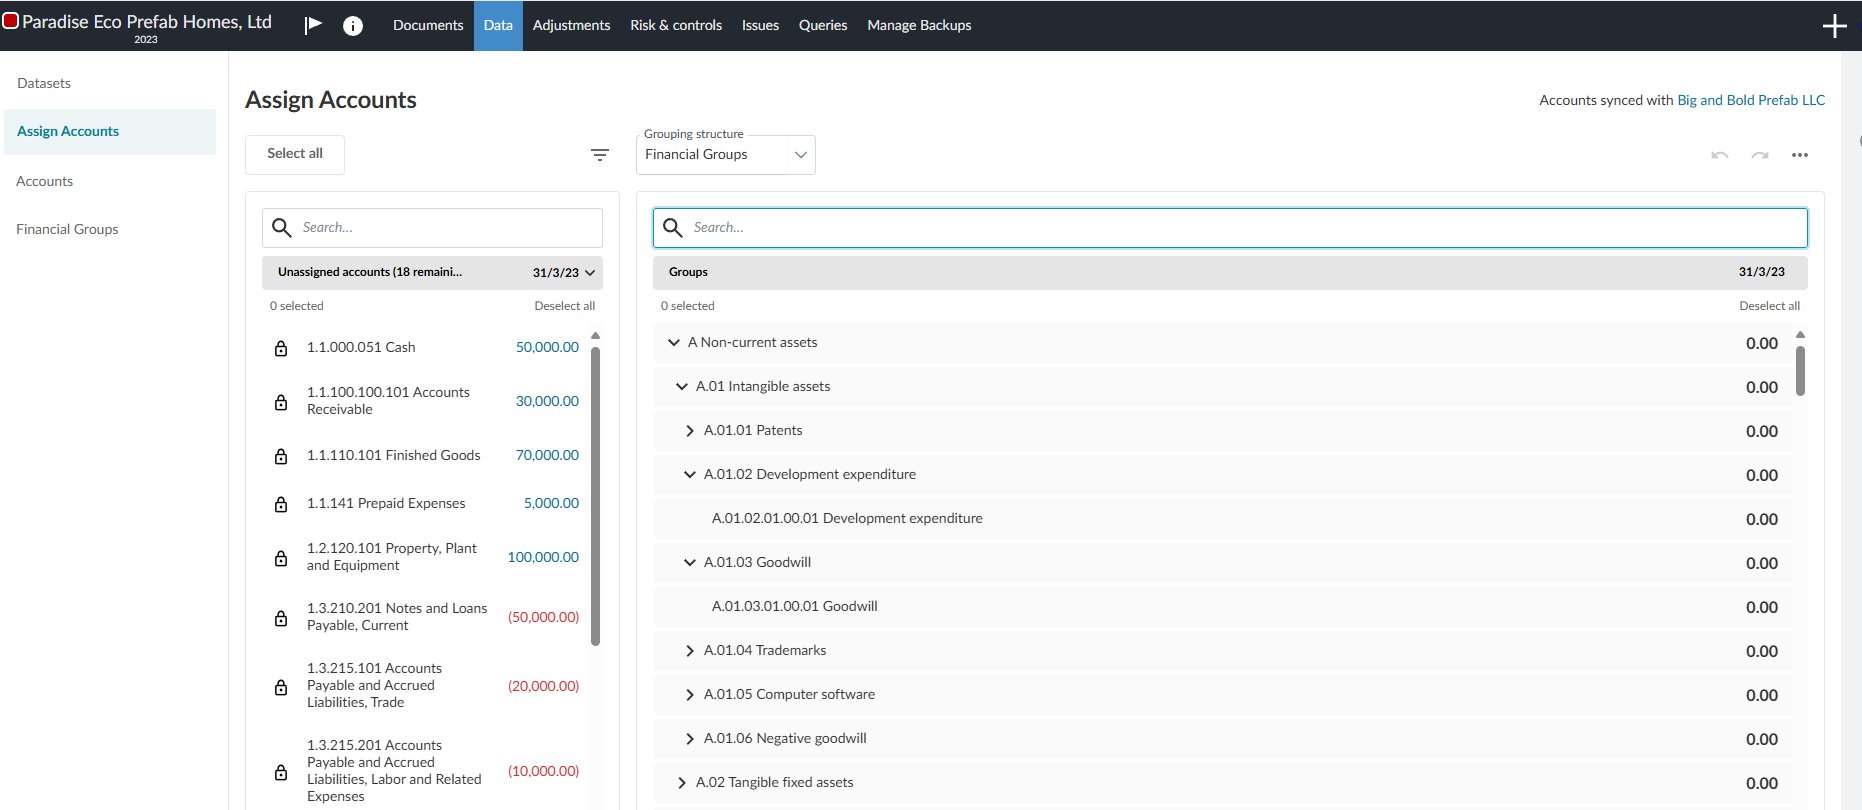 Paradise Eco Prefab Homes, Ltd
2023
Documents
Data
Adjustments
Risk & controls
Issues
Queries
Manage Backups
Datasets
Assign Accounts
Accounts
Financial Groups
Assign Accounts
Accounts synced with Big and Bold Prefab LLC
Select all
Grouping structure
Financial Groups
Search...
Unassigned accounts (18 remaini... 31/3/23
0 selected Deselect all
1.1.000.051 Cash 50,000.00
1.1.100.100.101 Accounts
Receivable
30,000.00
1.1.110.101 Finished Goods 70,000.00
1.1.141 Prepaid Expenses 5,000.00
1.2.120.101 Property, Plant
and Equipment
100,000.00
1.3.210.201 Notes and Loans
Payable, Current
(50,000.00)
1.3.215.101 Accounts
Payable and Accrued
Liabilities, Trade
(20,000.00)
1.3.215.201 Accounts
Payable and Accrued
Liabilities, Labor and Related
Expenses
(10,000.00)
Search...
Groups 31/3/23
0 selected Deselect all
A Non-current assets 0.00
A.01 Intangible assets 0.00
A.01.01 Patents 0.00
A.01.02 Development expenditure 0.00
A.01.02.01.00.01 Development expenditure 0.00
A.01.03 Goodwill 0.00
A.01.03.01.00.01 Goodwill 0.00
A.01.04 Trademarks 0.00
A.01.05 Computer software 0.00
A.01.06 Negative goodwill 0.00
A.02 Tangible fixed assets 0.00